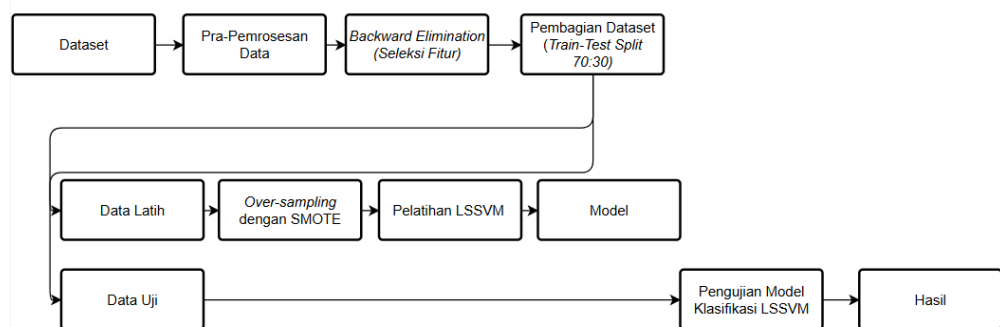 Dataset
Pra-Pemrosesan
Data
Backward Elimination
(Seleksi Fitur)
Pembagian Dataset
(Train-Test Split
70:30)
Data Latih
Over-sampling
dengan SMOTE
Pelatihan LSSVM
Model
Data Uji
Pengujian Model
Klasifikasi LSSVM
Hasil